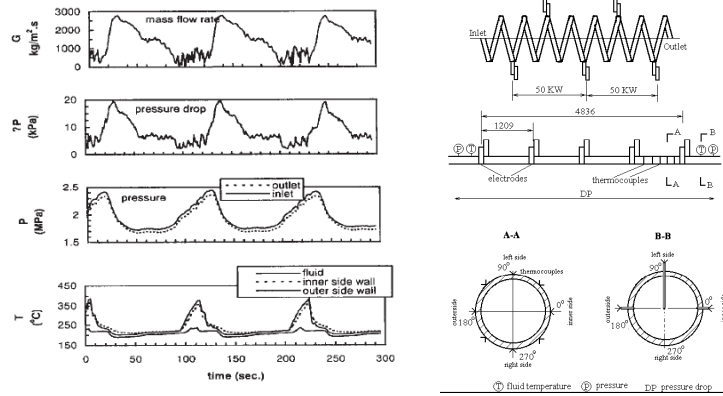 mass flow rate
G
kg/m².s
3000
2000
1000
0
pressure drop
?P
(kPa)
20
10
0
pressure
outlet
inlet
P
(MPa)
2.5
2
1.5
fluid
inner side wall
outer side wall
T
(°C)
450
350
250
150
0
50
100
150
200
250
300
time (sec.)
Inlet
Outlet
50 KW
50 KW
4836
1209
A
B
P T
T P
electrodes
thermocouples
A
B
DP
A-A
B-B
left side
90°
thermocouples
outerside
180°
0°
inner side
270°
right side
left side
90°
outerside
180°
0°
270°
right side
T fluid temperature P pressure DP pressure drop